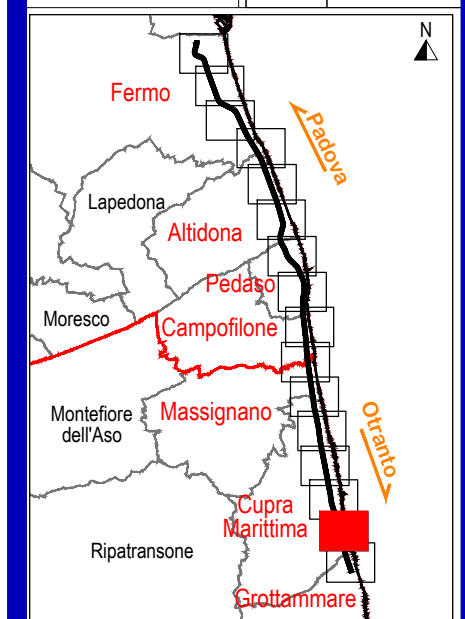 N
Fermo
Padova
Lapedona
Altidona
Pedaso
Moresco
Campofilone
Massignano
Montefiore
dell'Aso
Otranto
Cupra
Marittima
Ripatransone
Grottammare